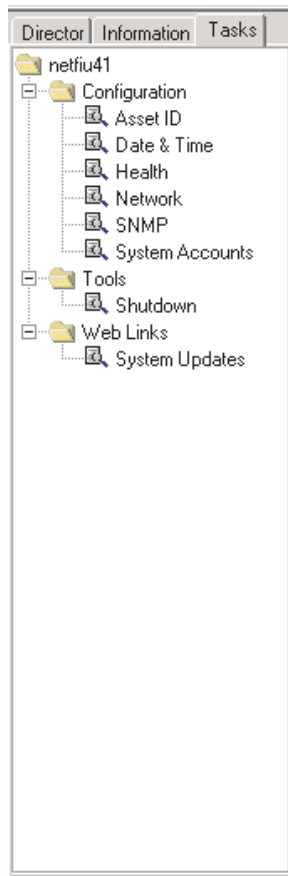 Director Information Tasks
netfiu41
Configuration
Asset ID
Date & Time
Health
Network
SNMP
System Accounts
Tools
Shutdown
Web Links
System Updates